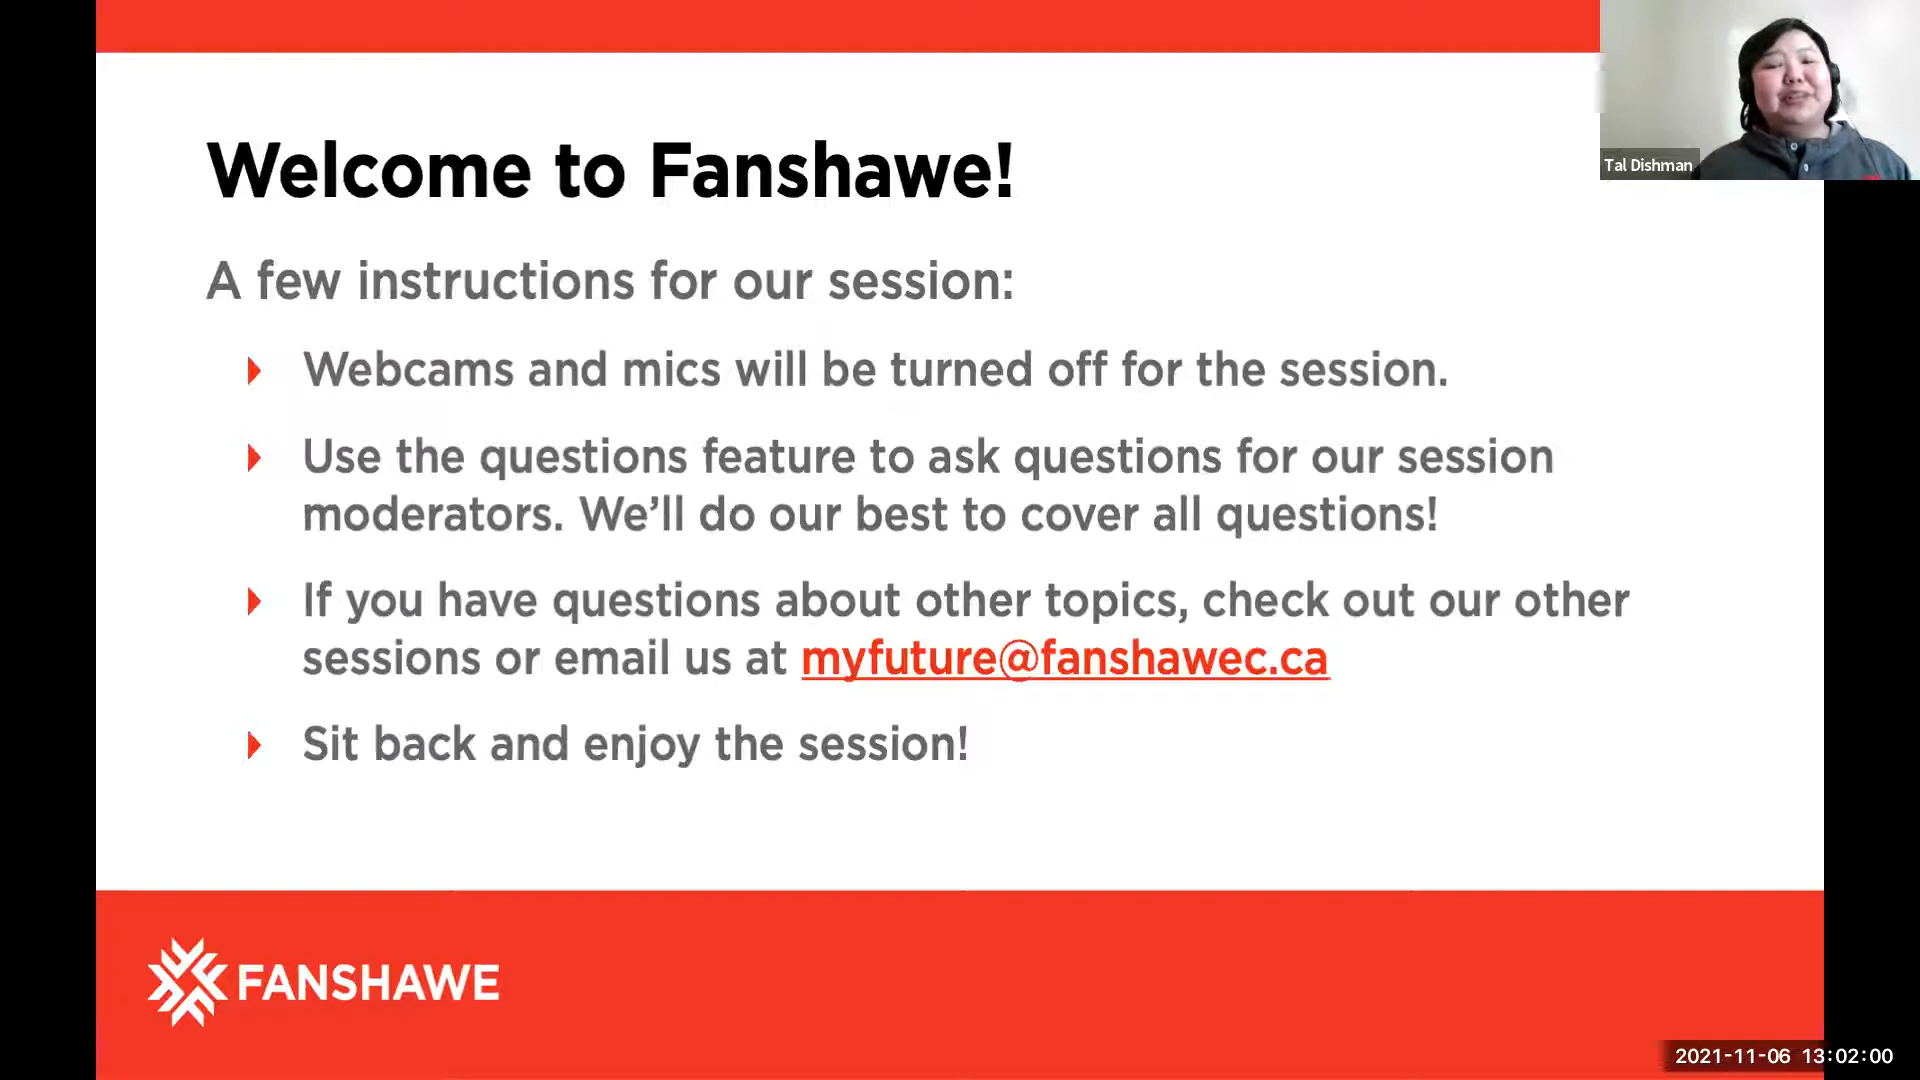 Welcome to Fanshawe!
A few instructions for our session:
Webcams and mics will be turned off for the session.
Use the questions feature to ask questions for our session
moderators. We’ll do our best to cover all questions!
If you have questions about other topics, check out our other
sessions or email us at myfuture@fanshawec.ca
Sit back and enjoy the session!
FANSHAWE
Tal Dishman
2021-11-06 13:02:00